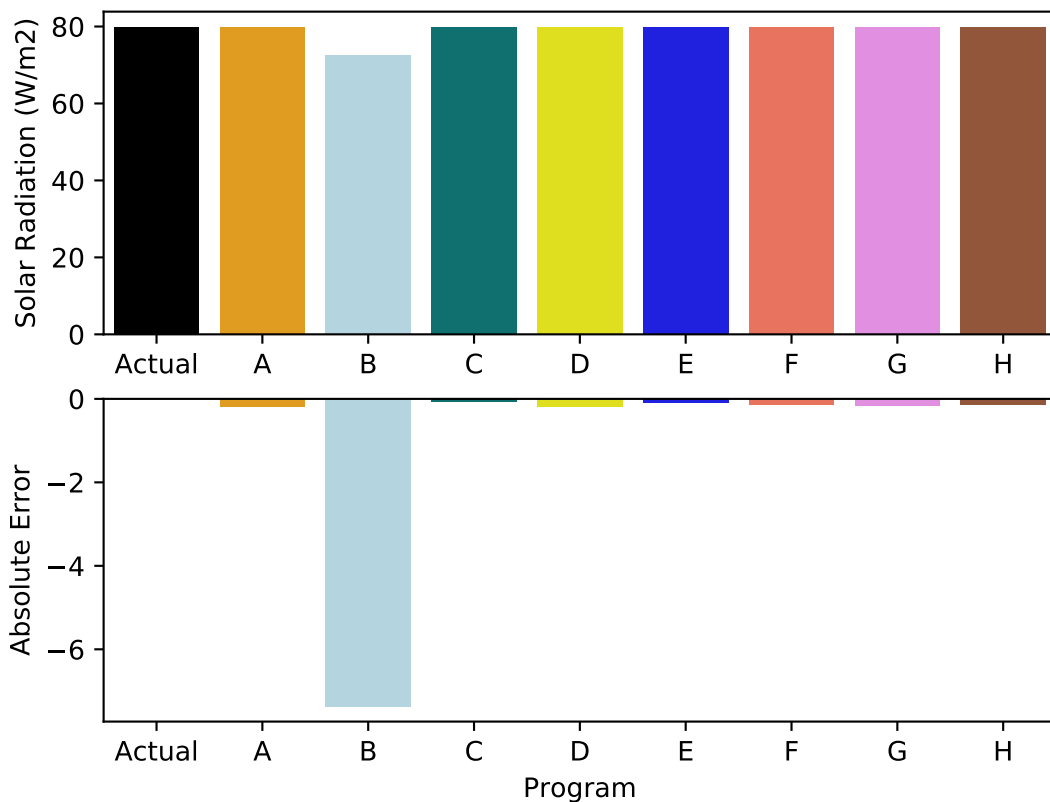 Solar Radiation (W/m2)
80
60
40
20
0
Actual A B C D E F G H
Absolute Error
0
−2
−4
−6
Actual A B C D E F G H
Program